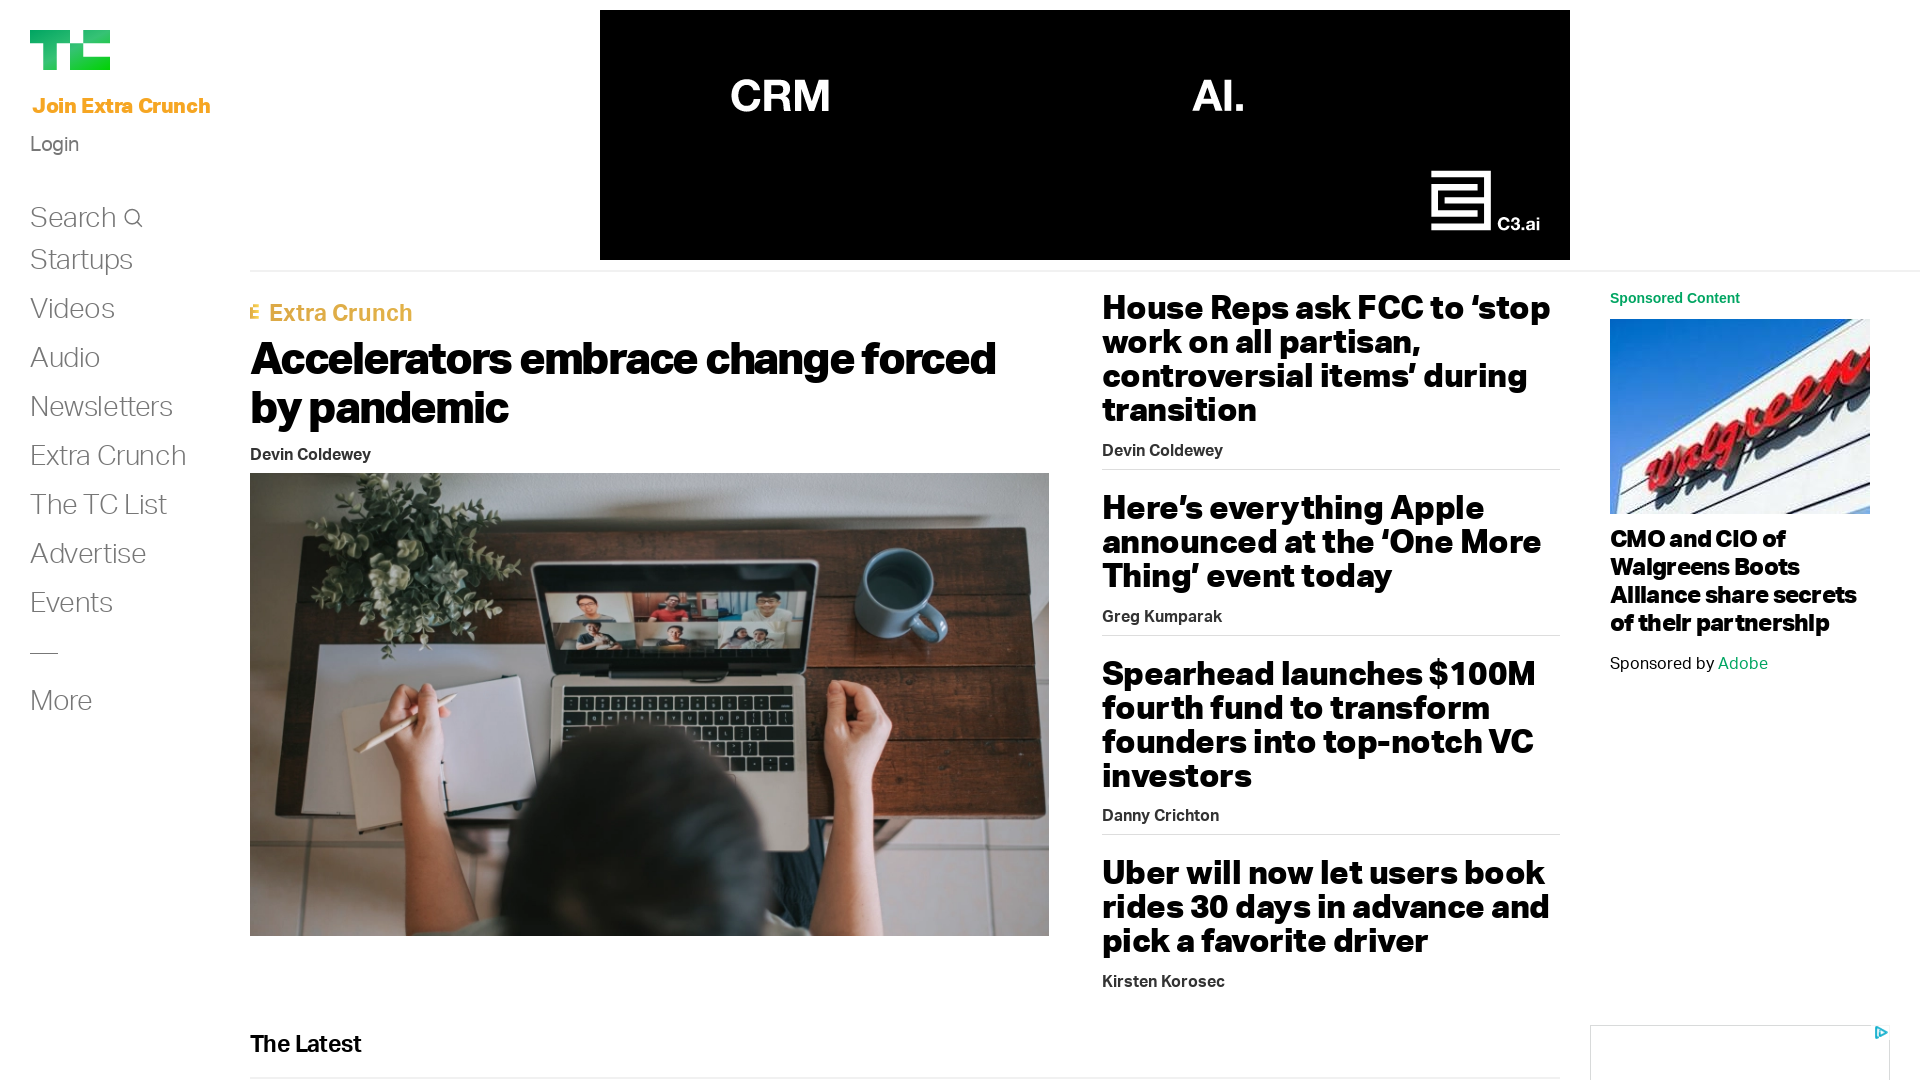 TC
Join Extra Crunch
Login
Search
Startups
Videos
Audio
Newsletters
Extra Crunch
The TC List
Advertise
Events
—
More
CRM
AI.
C3.ai
Extra Crunch
Accelerators embrace change forced
by pandemic
Devin Coldewey
House Reps ask FCC to ‘stop
work on all partisan,
controversial items’ during
transition
Devin Coldewey
Here’s everything Apple
announced at the ‘One More
Thing’ event today
Greg Kumparak
Spearhead launches $100M
fourth fund to transform
founders into top-notch VC
investors
Danny Crichton
Uber will now let users book
rides 30 days in advance and
pick a favorite driver
Kirsten Korosec
Sponsored Content
Walgreens
CMO and CIO of
Walgreens Boots
Alliance share secrets
of their partnership
Sponsored by Adobe
The Latest